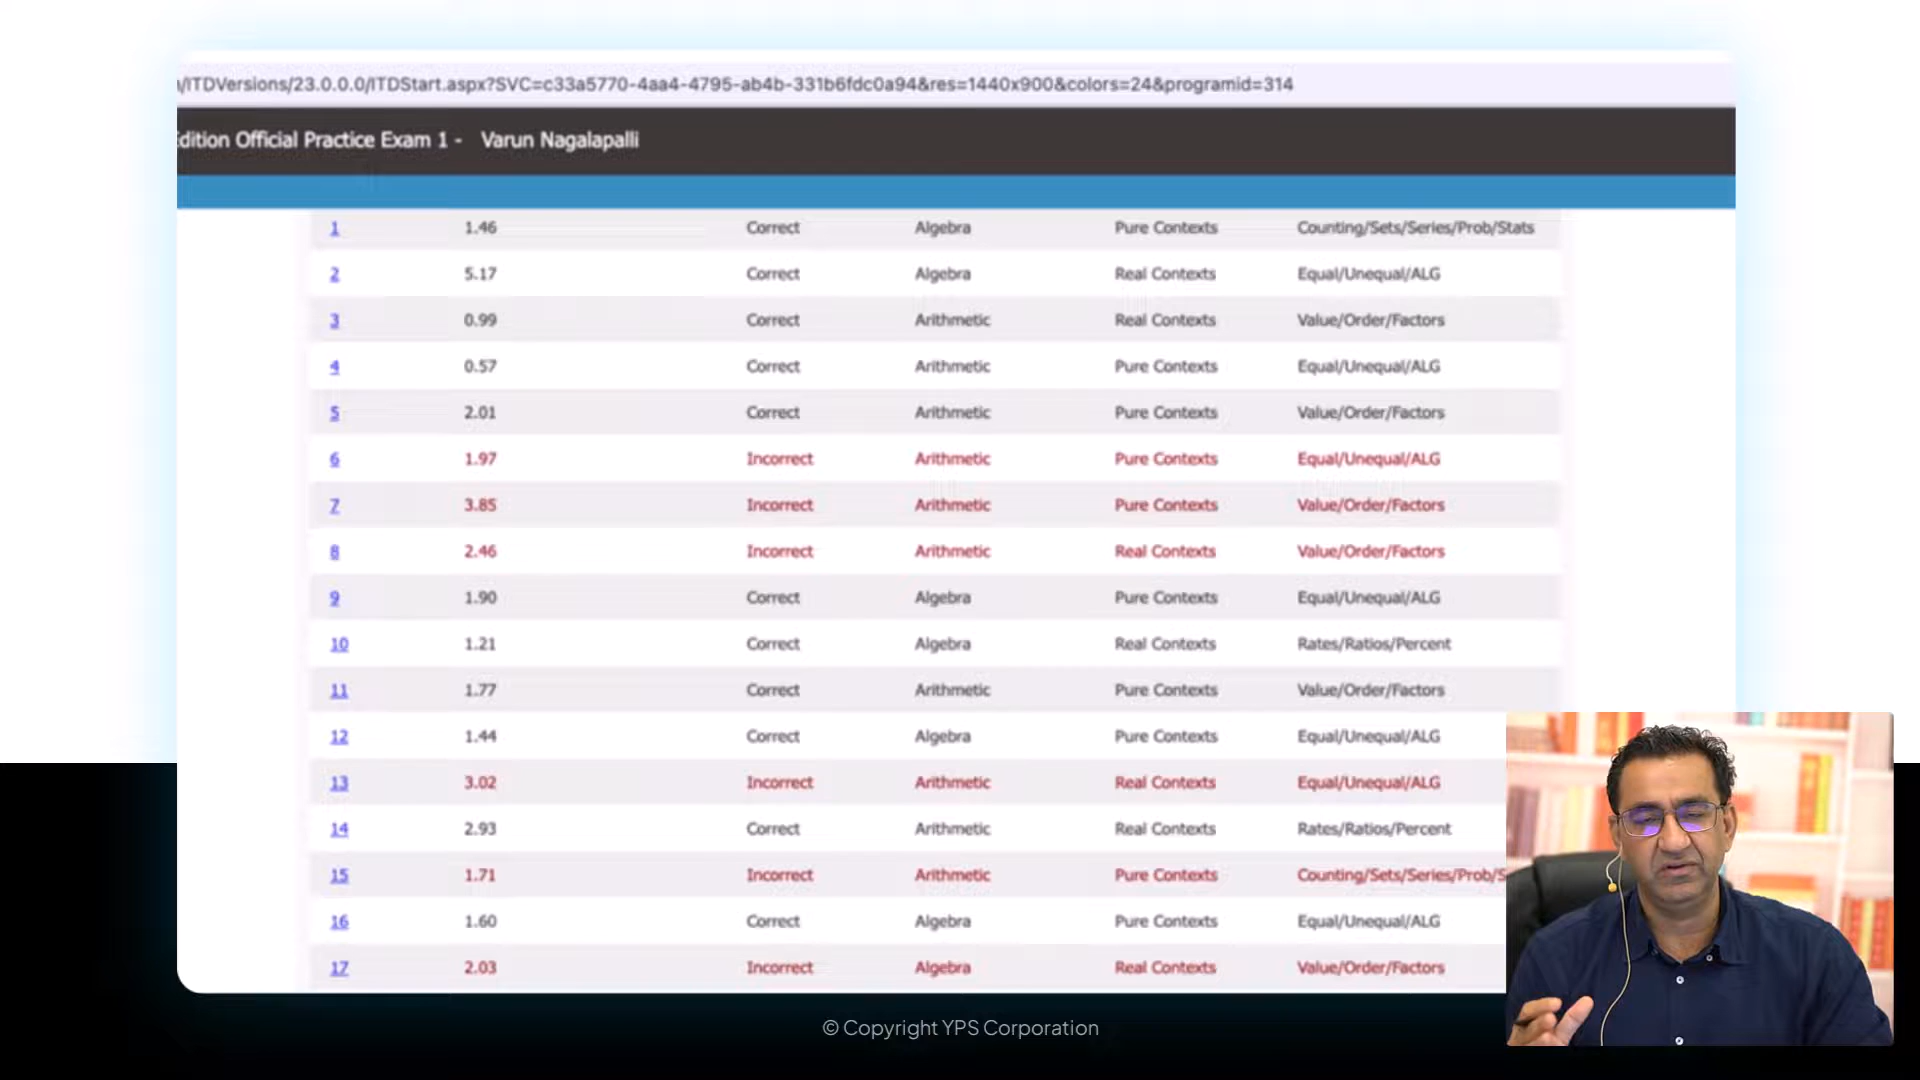 /ITDVersions/23.0.0.0/ITDStart.aspx?SVC=c33a5770-4aa4-4795-ab4b-331b6fdc0a94&res=1440x900&colors=24&programid=314
dition Official Practice Exam 1 - Varun Nagalapalli
1 1.46 Correct Algebra Pure Contexts Counting/Sets/Series/Prob/Stats
2 5.17 Correct Algebra Real Contexts Equal/Unequal/ALG
3 0.99 Correct Arithmetic Real Contexts Value/Order/Factors
4 0.57 Correct Arithmetic Pure Contexts Equal/Unequal/ALG
5 2.01 Correct Arithmetic Pure Contexts Value/Order/Factors
6 1.97 Incorrect Arithmetic Pure Contexts Equal/Unequal/ALG
7 3.85 Incorrect Arithmetic Pure Contexts Value/Order/Factors
8 2.46 Incorrect Arithmetic Real Contexts Value/Order/Factors
9 1.90 Correct Algebra Pure Contexts Equal/Unequal/ALG
10 1.21 Correct Algebra Real Contexts Rates/Ratios/Percent
11 1.77 Correct Arithmetic Pure Contexts Value/Order/Factors
12 1.44 Correct Algebra Pure Contexts Equal/Unequal/ALG
13 3.02 Incorrect Arithmetic Real Contexts Equal/Unequal/ALG
14 2.93 Correct Arithmetic Real Contexts Rates/Ratios/Percent
15 1.71 Incorrect Arithmetic Pure Contexts Counting/Sets/Series/Prob/S
16 1.60 Correct Algebra Pure Contexts Equal/Unequal/ALG
17 2.03 Incorrect Algebra Real Contexts Value/Order/Factors
© Copyright YPS Corporation